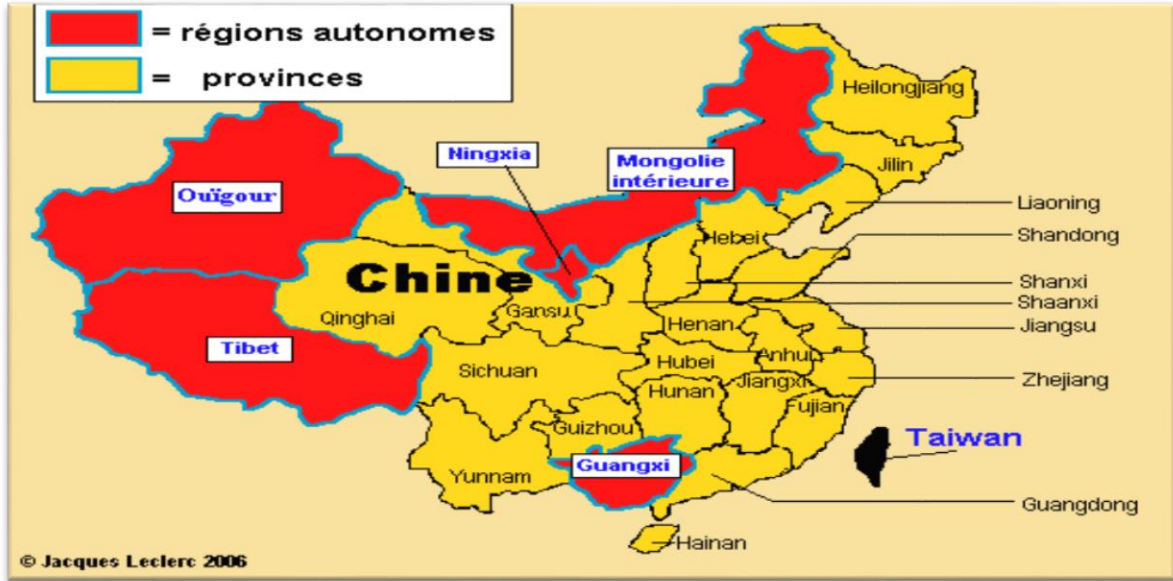 = régions autonomes
= provinces
Heilongjiang
Ningxia
Mongolie
intérieure
Jilin
Ouïgour
Liaoning
Hebei
Shandong
Chine
Shanxi
Shaanxi
Gansu
Qinghai
Henan
Jiangsu
Tibet
Anhui
Hubei
Sichuan
Zhejiang
Jiangxi
Hunan
Fujian
Guizhou
Taiwan
Guangxi
Yunnam
Guangdong
Hainan
© Jacques Leclerc 2006